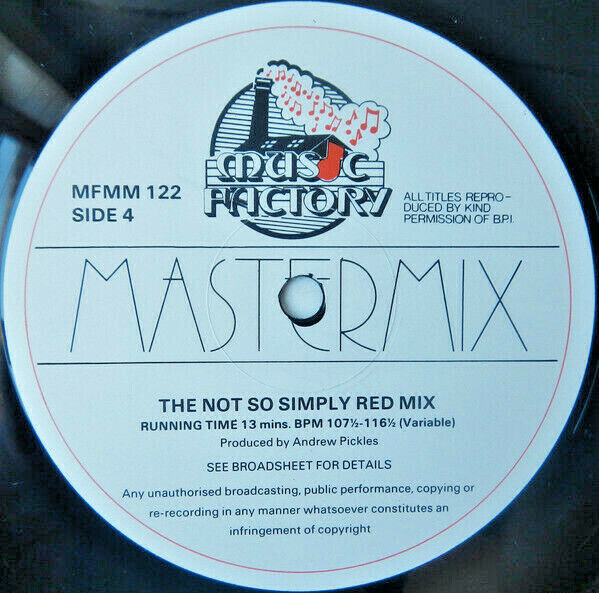 MUSIC
FACTORY
MFMM 122
SIDE 4
ALL TITLES REPRO-
DUCED BY KIND
PERMISSION OF B.P.I.
MASTERMIX
THE NOT SO SIMPLY RED MIX
RUNNING TIME 13 mins. BPM 107½-116½ (Variable)
Produced by Andrew Pickles
SEE BROADSHEET FOR DETAILS
Any unauthorised broadcasting, public performance, copying or
re-recording in any manner whatsoever constitutes an
infringement of copyright